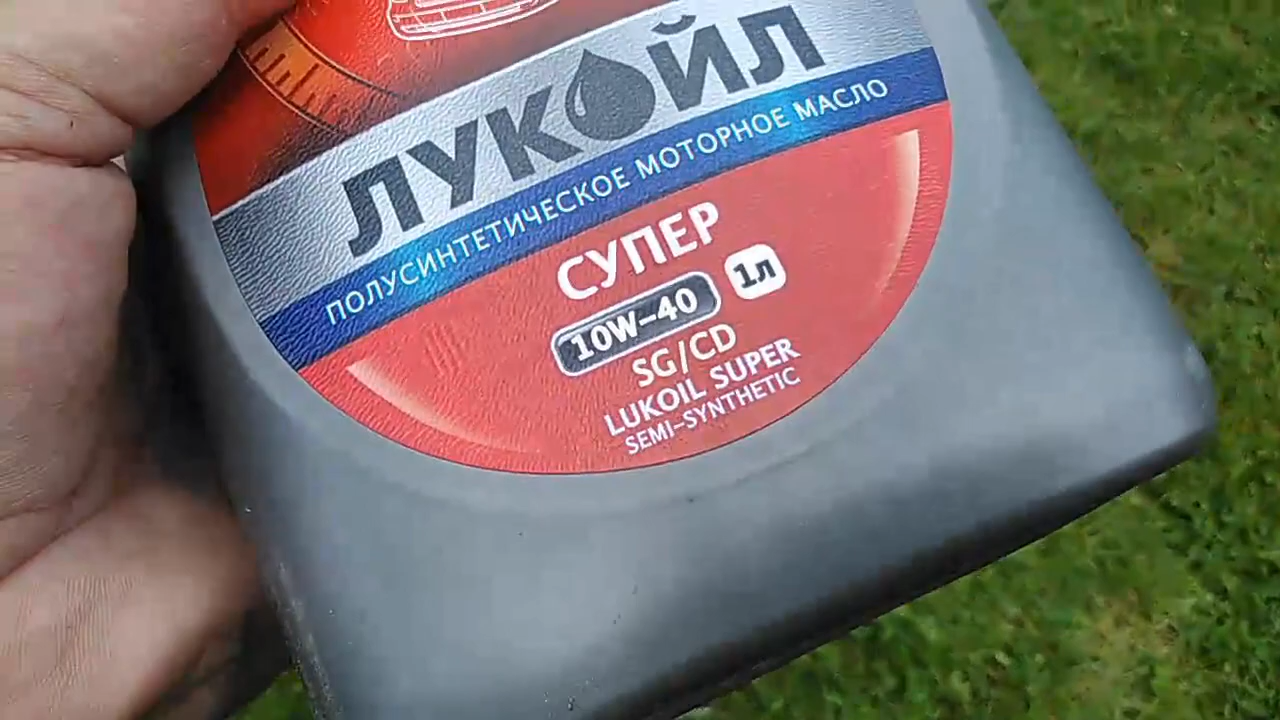 ЛУКОЙЛ
ПОЛУСИНТЕТИЧЕСКОЕ МОТОРНОЕ МАСЛО
СУПЕР
10W-40 1л
SG/CD
LUKOIL SUPER
SEMI-SYNTHETIC